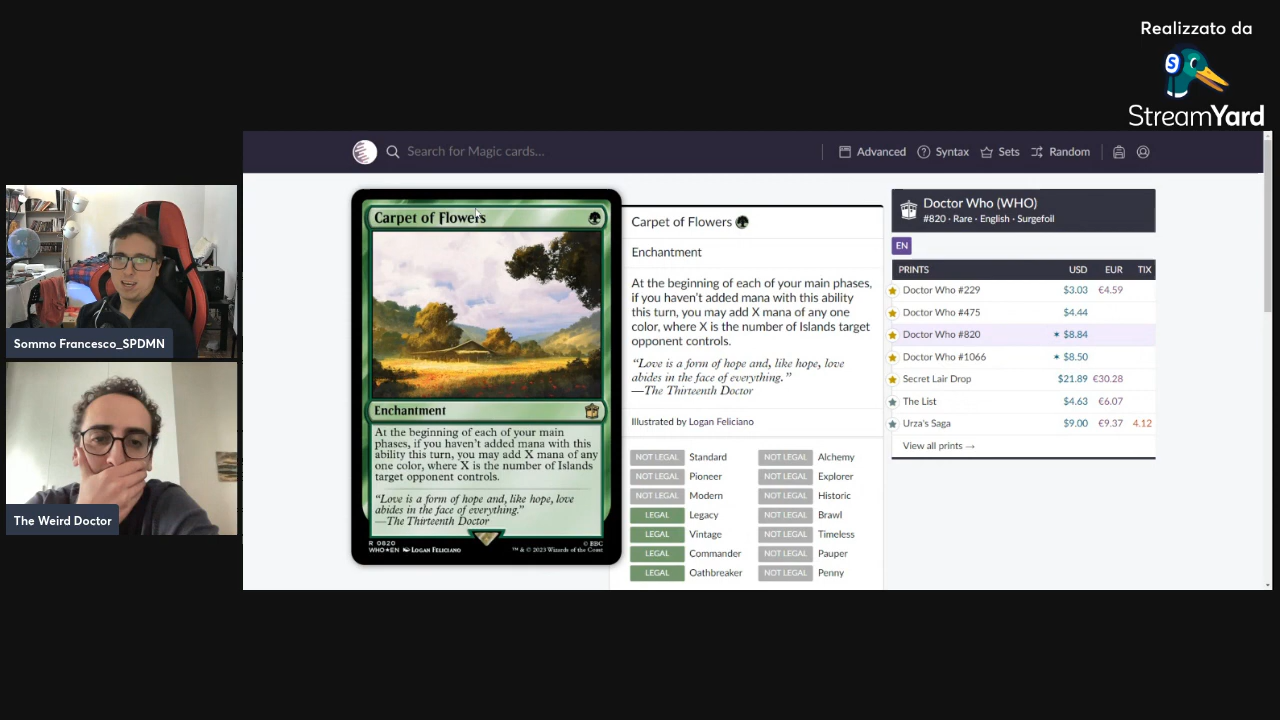 Realizzato da
StreamYard
Search for Magic cards...
Advanced
Syntax
Sets
Random
Sommo Francesco_SPDMN
The Weird Doctor
Carpet of Flowers
Enchantment
At the beginning of each of your main
phases, if you haven't added mana with this
ability this turn, you may add X mana of any
one color, where X is the number of Islands
target opponent controls.
“Love is a form of hope and, like hope, love
abides in the face of everything.”
—The Thirteenth Doctor
R 0820
WHO★EN Logan Feliciano
™ & © 2023 Wizards of the Coast
© BBC
Carpet of Flowers
Enchantment
At the beginning of each of your main phases,
if you haven't added mana with this ability
this turn, you may add X mana of any one
color, where X is the number of Islands target
opponent controls.
“Love is a form of hope and, like hope, love
abides in the face of everything.”
—The Thirteenth Doctor
Illustrated by Logan Feliciano
NOT LEGAL Standard NOT LEGAL Alchemy
NOT LEGAL Pioneer NOT LEGAL Explorer
NOT LEGAL Modern NOT LEGAL Historic
LEGAL Legacy NOT LEGAL Brawl
LEGAL Vintage NOT LEGAL Timeless
LEGAL Commander NOT LEGAL Pauper
LEGAL Oathbreaker NOT LEGAL Penny
Doctor Who (WHO)
#820 · Rare · English · Surgefoil
EN
PRINTS USD EUR TIX
Doctor Who #229 $3.03 €4.59
Doctor Who #475 $4.44
Doctor Who #820 ✶ $8.84
Doctor Who #1066 ✶ $8.50
Secret Lair Drop $21.89 €30.28
The List $4.63 €6.07
Urza's Saga $9.00 €9.37 4.12
View all prints →